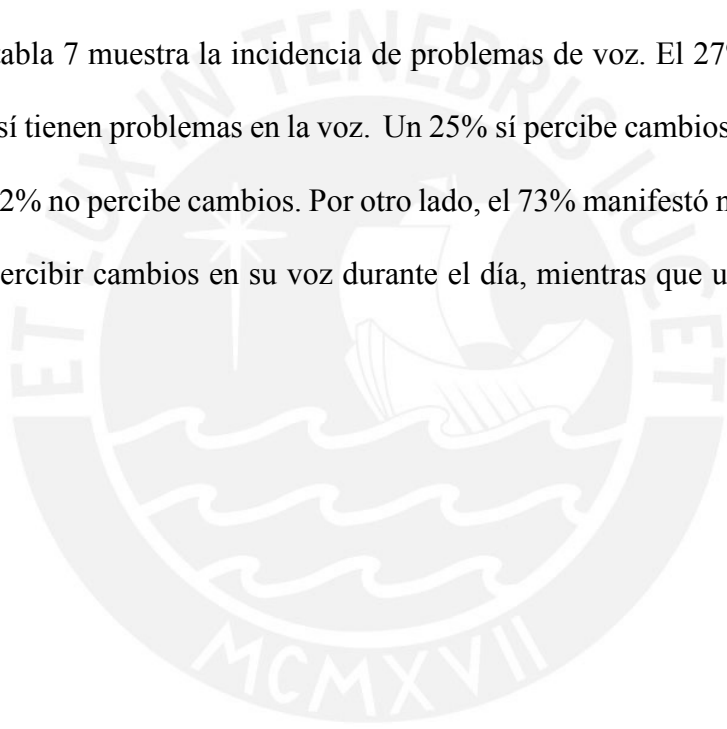 tabla 7 muestra la incidencia de problemas de voz. El 27
sí tienen problemas en la voz. Un 25% sí percibe cambios
2% no percibe cambios. Por otro lado, el 73% manifestó
ercibir cambios en su voz durante el día, mientras que
ET LUX IN TENEBRIS LUCET
MCMXVII